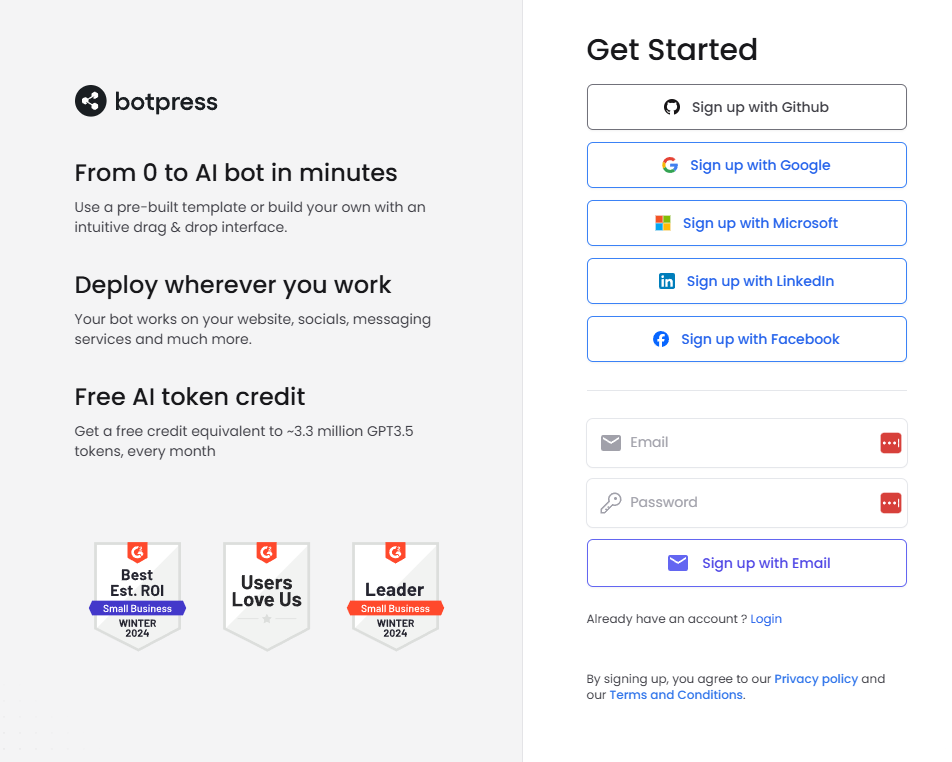 botpress
From 0 to AI bot in minutes
Use a pre-built template or build your own with an
intuitive drag & drop interface.
Deploy wherever you work
Your bot works on your website, socials, messaging
services and much more.
Free AI token credit
Get a free credit equivalent to ~3.3 million GPT3.5
tokens, every month
Best
Est. ROI
Small Business
WINTER
2024
Users
Love Us
Leader
Small Business
WINTER
2024
Get Started
Sign up with Github
Sign up with Google
Sign up with Microsoft
Sign up with LinkedIn
Sign up with Facebook
Email
Password
Sign up with Email
Already have an account ? Login
By signing up, you agree to our Privacy policy and
our Terms and Conditions.